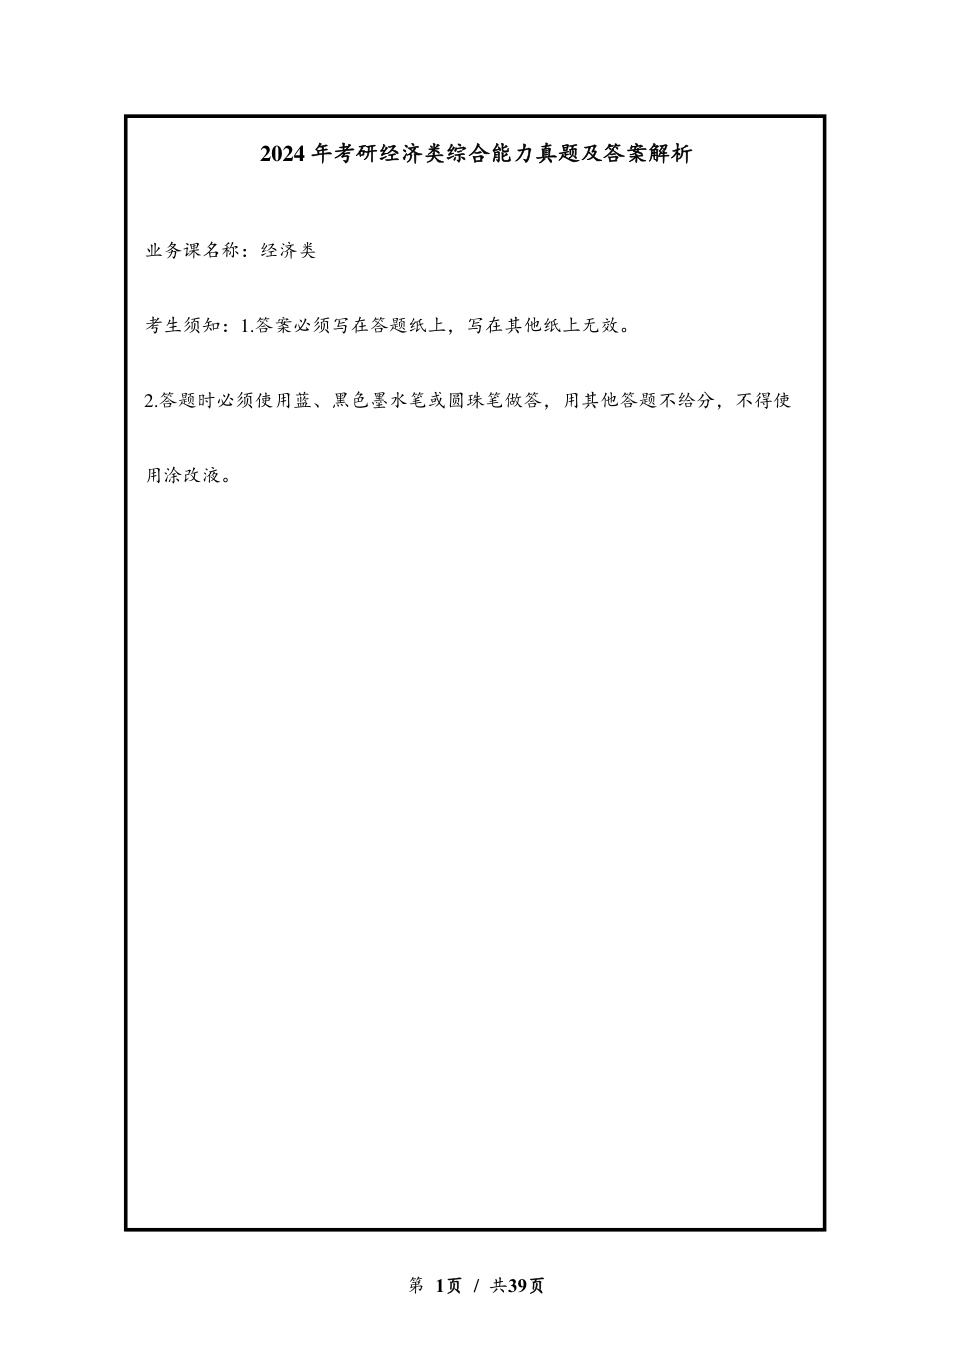 2024 年考研经济类综合能力真题及答案解析
业务课名称：经济类
考生须知：1.答案必须写在答题纸上，写在其他纸上无效。
2.答题时必须使用蓝、黑色墨水笔或圆珠笔做答，用其他答题不给分，不得使
用涂改液。
第 1页 / 共39页